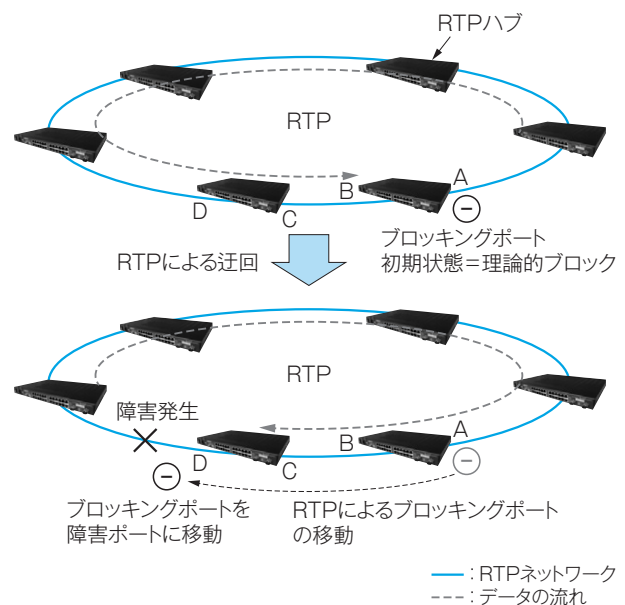 RTPハブ
RTP
A
B
C
D
ブロッキングポート
初期状態=理論的ブロック
RTPによる迂回
RTP
障害発生
A
B
C
D
ブロッキングポートを
障害ポートに移動
RTPによるブロッキングポート
の移動
:RTPネットワーク
:データの流れ